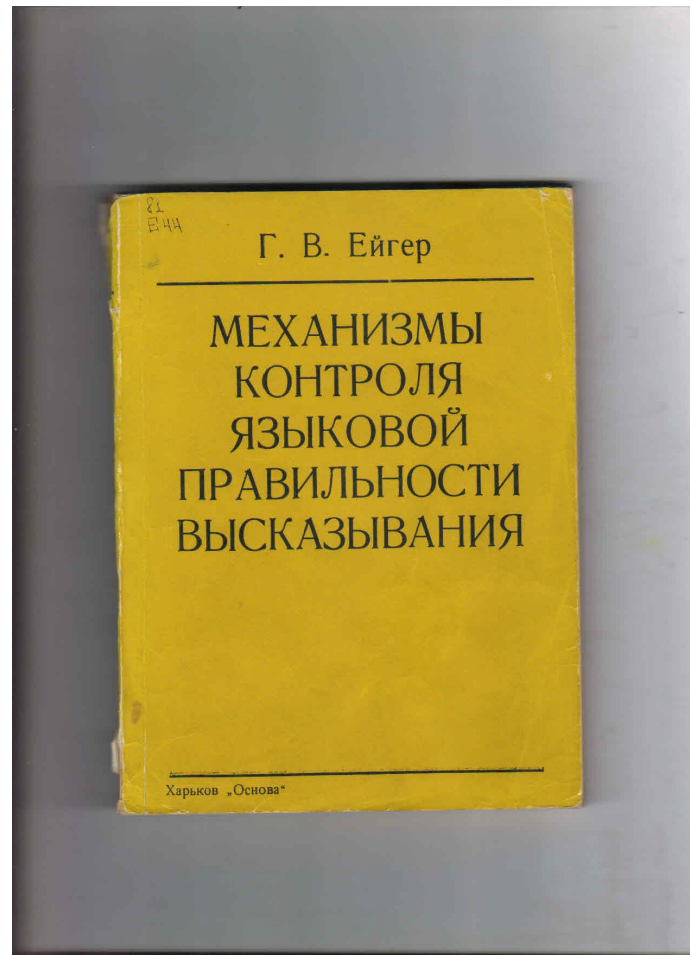 81
Е44
Г. В. Ейгер
МЕХАНИЗМЫ
КОНТРОЛЯ
ЯЗЫКОВОЙ
ПРАВИЛЬНОСТИ
ВЫСКАЗЫВАНИЯ
Харьков „Основа“